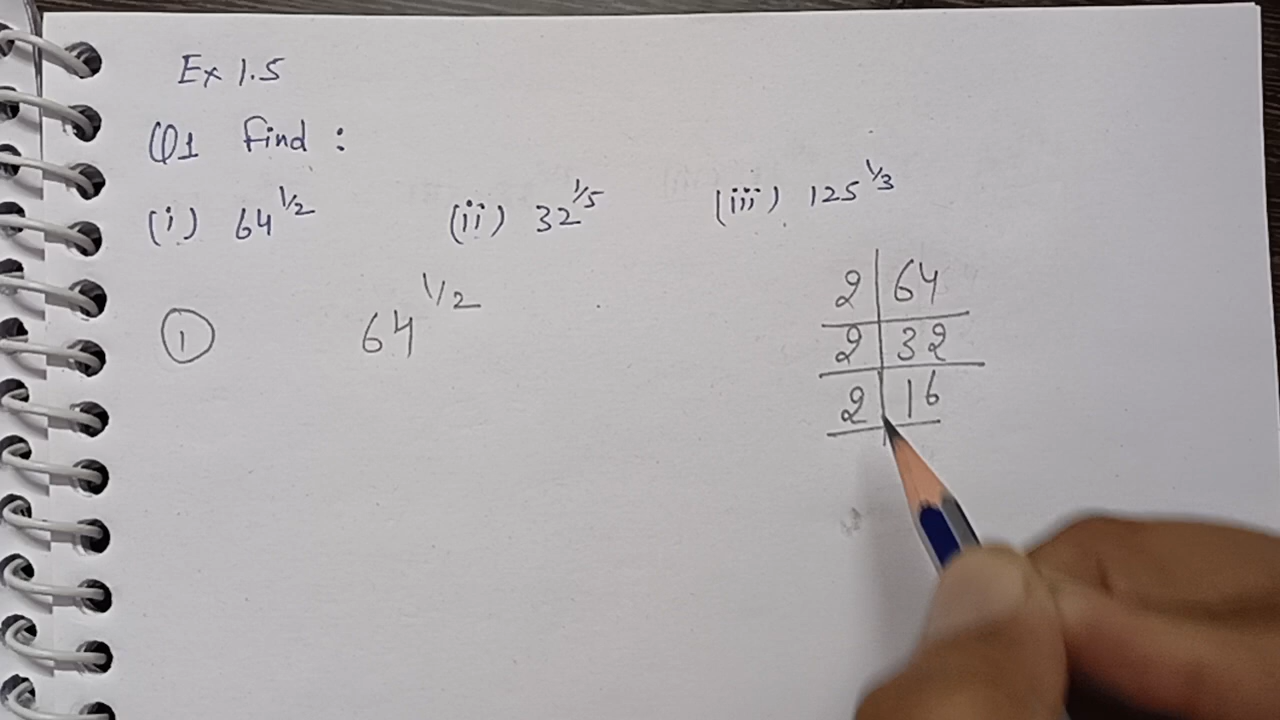 Ex 1.5
Q1 Find :
(i) 64^1/2 (ii) 32^1/5 (iii) 125^1/3
① 64^1/2
2 | 64
2 | 32
2 | 16